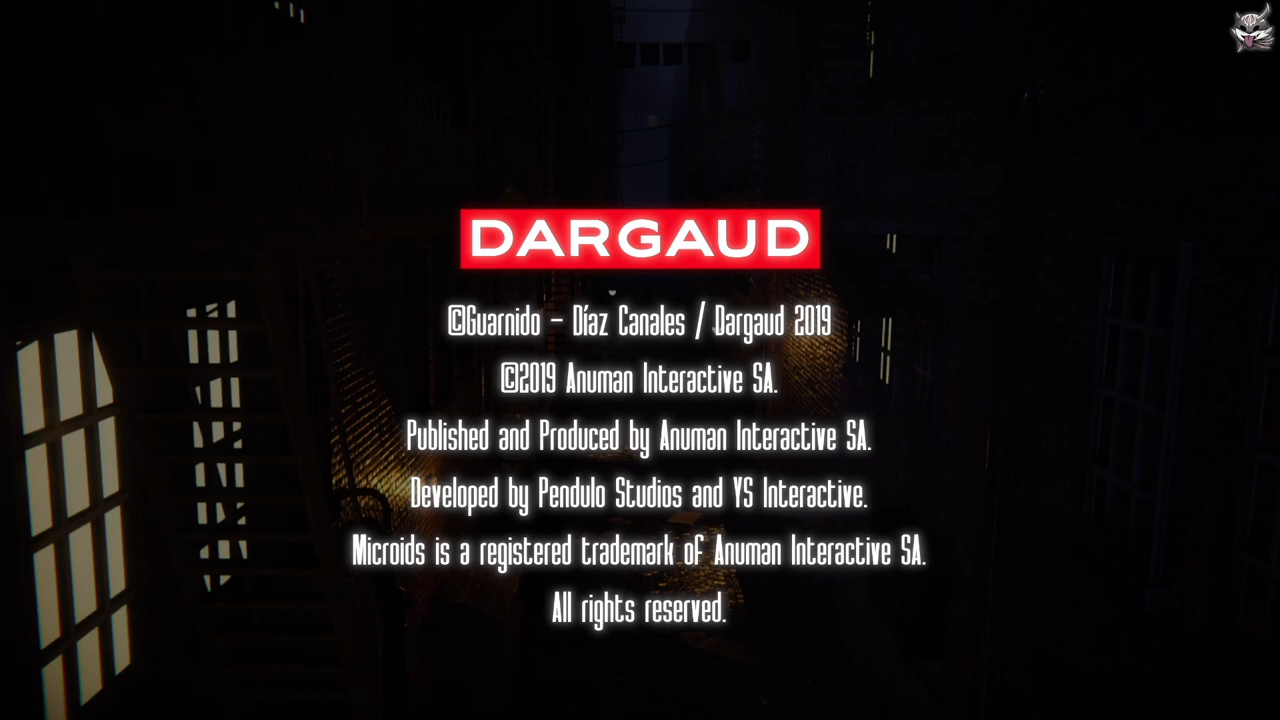 DARGAUD
©Guarnido - Díaz Canales / Dargaud 2019
©2019 Anuman Interactive SA.
Published and Produced by Anuman Interactive SA.
Developed by Pendulo Studios and YS Interactive.
Microids is a registered trademark of Anuman Interactive SA.
All rights reserved.